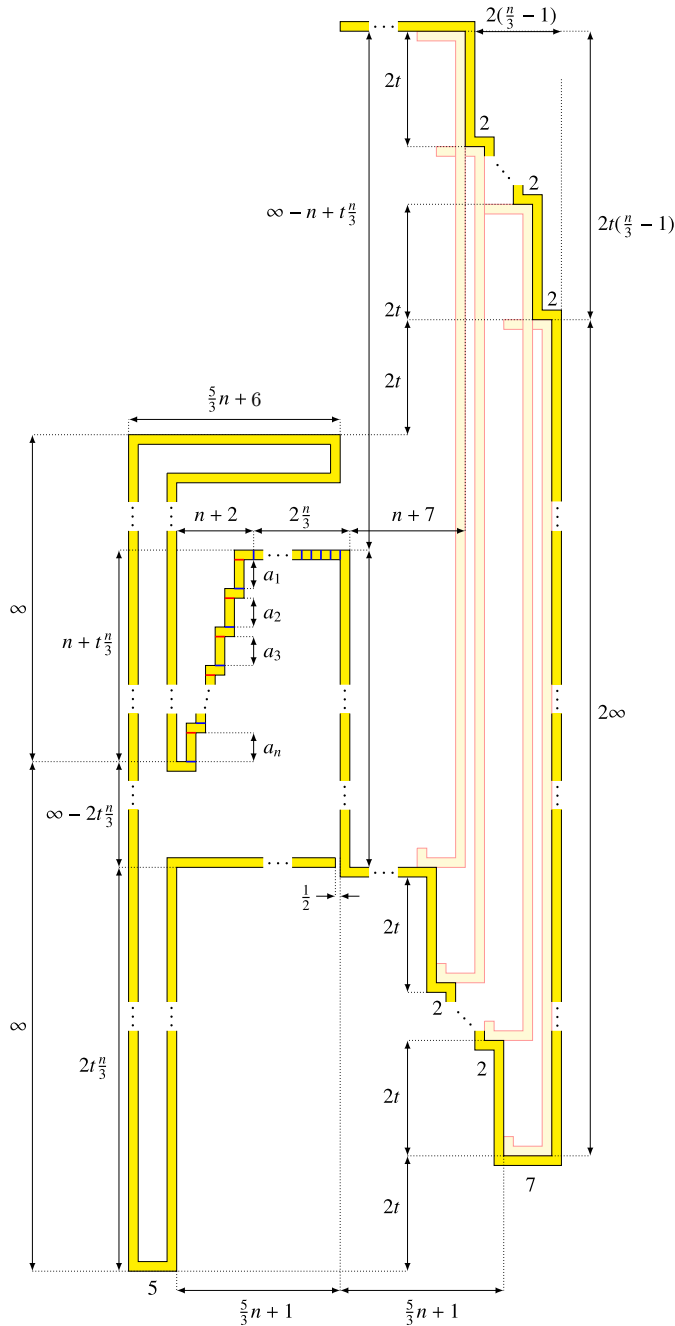 2(n/3 − 1)
2t
2
∞ − n + t n/3
2
2t(n/3 − 1)
2t
2
5/3 n + 6
2t
n + 2
2 n/3
n + 7
a₁
∞
a₂
n + t n/3
a₃
2∞
aₙ
∞ − 2t n/3
1/2
2t
2
∞
2t n/3
2
2t
7
2t
5
5/3 n + 1
5/3 n + 1